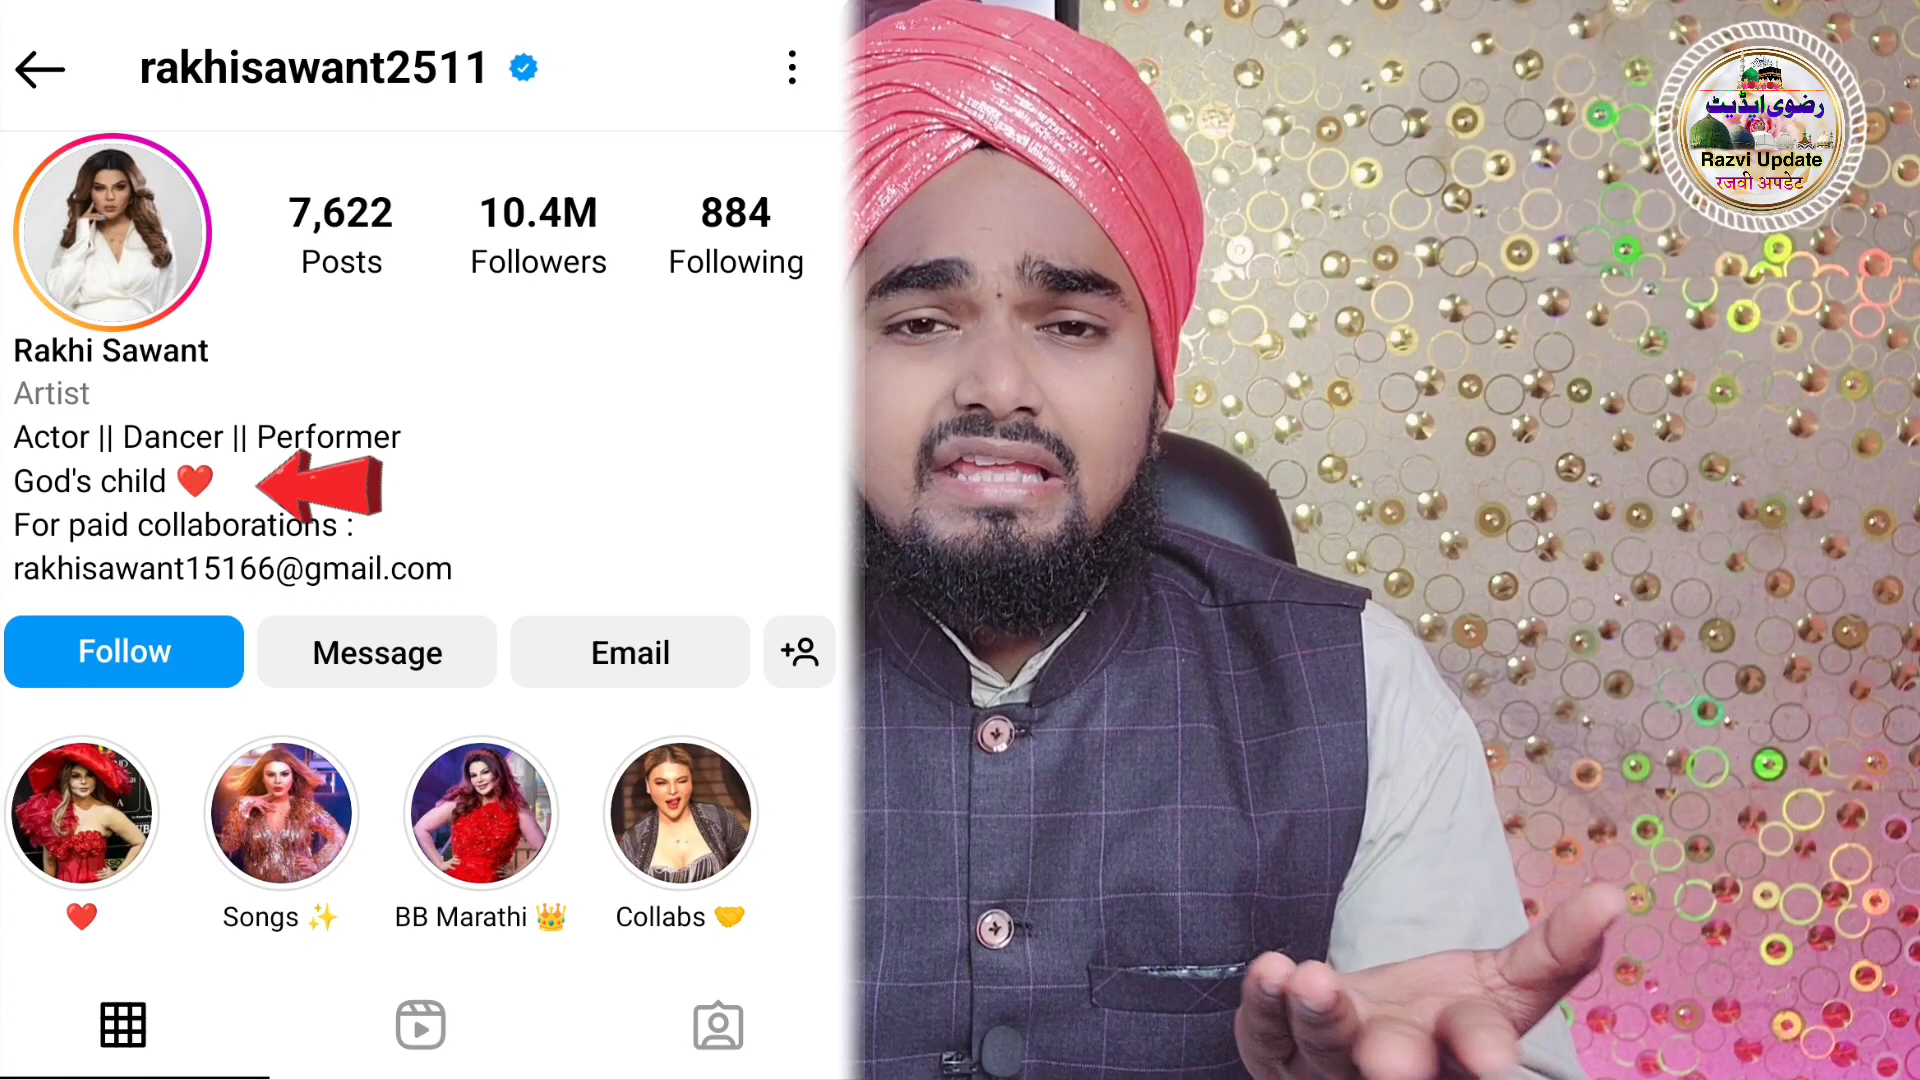 rakhisawant2511
7,622
Posts
10.4M
Followers
884
Following
Rakhi Sawant
Artist
Actor || Dancer || Performer
God's child ❤️
For paid collaborations :
rakhisawant15166@gmail.com
Follow
Message
Email
❤️
Songs ✨
BB Marathi 👑
Collabs 🤝
رضوی اپڈیٹ
Razvi Update
रजवी अपडेट